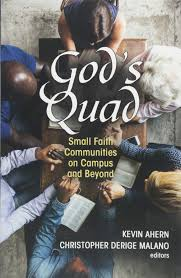 God's
Quad
Small Faith
Communities
on Campus
and Beyond
KEVIN AHERN
CHRISTOPHER DERIGE MALANO
editors